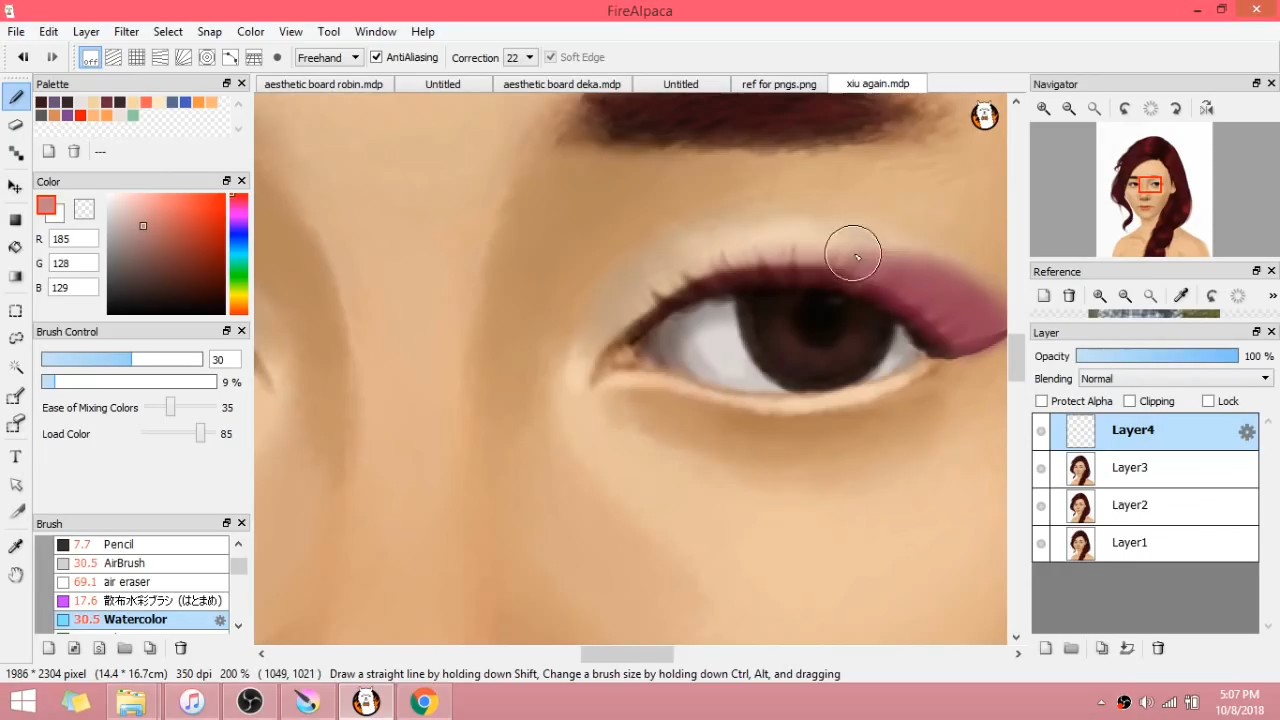 FireAlpaca
File Edit Layer Filter Select Snap Color View Tool Window Help
off Freehand AntiAliasing Correction 22 Soft Edge
Palette
aesthetic board robin.mdp Untitled aesthetic board deka.mdp Untitled ref for pngs.png xiu again.mdp
Navigator
---
Color
R 185
G 128
B 129
Reference
Brush Control
30
9 %
Ease of Mixing Colors 35
Load Color 85
Layer
Opacity 100 %
Blending Normal
Protect Alpha Clipping Lock
Layer4
Layer3
Layer2
Layer1
Brush
7.7 Pencil
30.5 AirBrush
69.1 air eraser
17.6 散布水彩ブラシ (はとまめ)
30.5 Watercolor
1986 * 2304 pixel (14.4 * 16.7cm) 350 dpi 200 % ( 1049, 1021 ) Draw a straight line by holding down Shift, Change a brush size by holding down Ctrl, Alt, and dragging
5:07 PM
10/8/2018